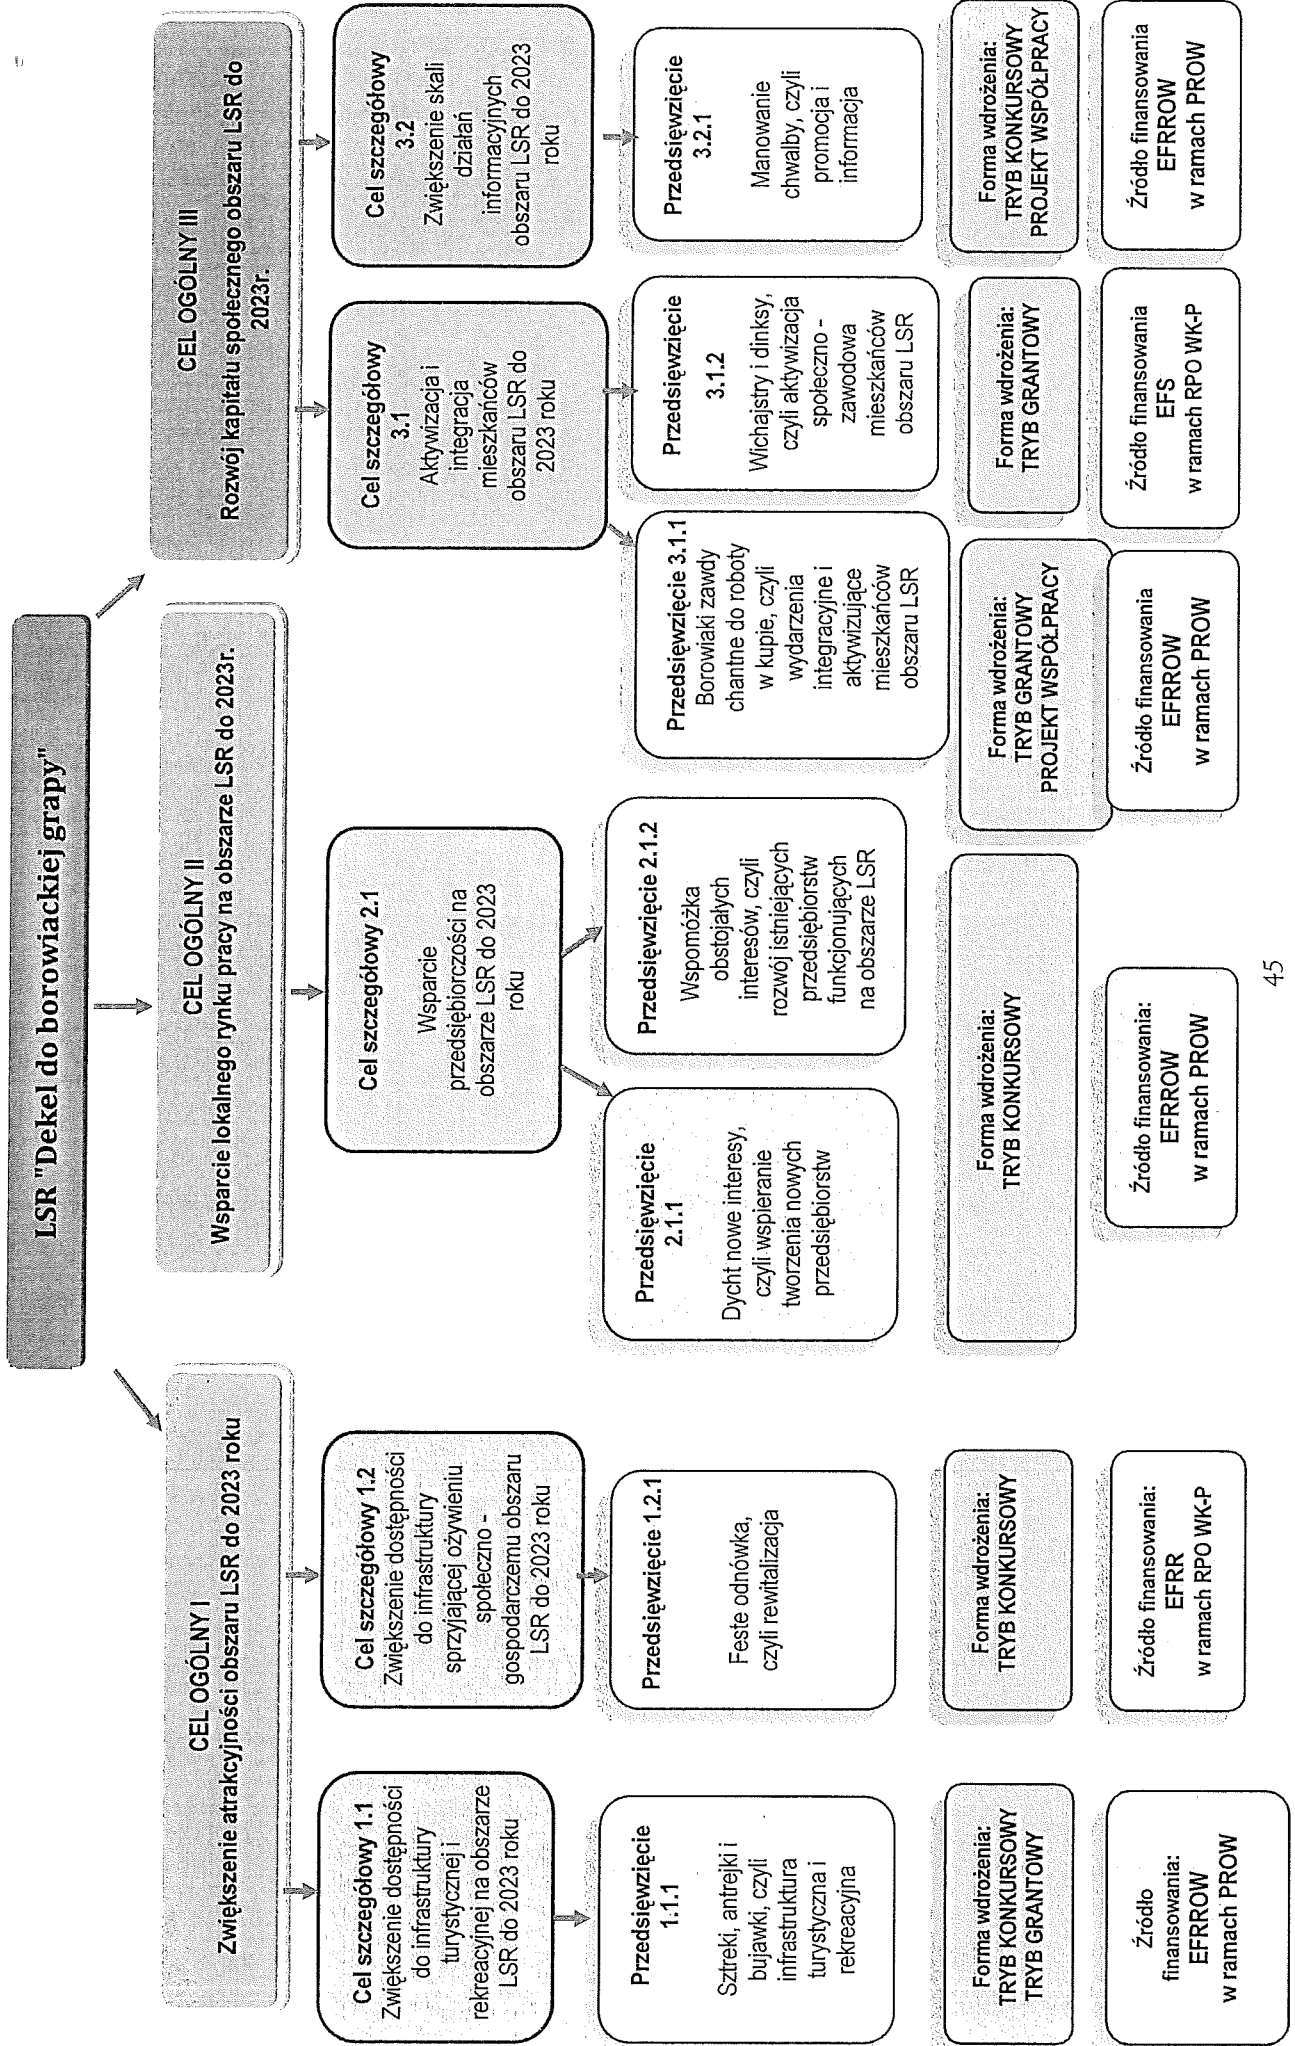 LSR "Dekel do borowiackiej grapy"
CEL OGÓLNY I
Zwiększenie atrakcyjności obszaru LSR do 2023 roku
Cel szczegółowy 1.1
Zwiększenie dostępności
do infrastruktury
turystycznej i
rekreacyjnej na obszarze
LSR do 2023 roku
Przedsięwzięcie
1.1.1
Sztreki, antrejki i
bujawki, czyli
infrastruktura
turystyczna i
rekreacyjna
Forma wdrożenia:
TRYB KONKURSOWY
TRYB GRANTOWY
Źródło
finansowania:
EFRROW
w ramach PROW
Cel szczegółowy 1.2
Zwiększenie dostępności
do infrastruktury
sprzyjającej ożywieniu
społeczno -
gospodarczemu obszaru
LSR do 2023 roku
Przedsięwzięcie 1.2.1
Feste odnówka,
czyli rewitalizacja
Forma wdrożenia:
TRYB KONKURSOWY
Źródło finansowania:
EFRR
w ramach RPO WK-P
CEL OGÓLNY II
Wsparcie lokalnego rynku pracy na obszarze LSR do 2023r.
Cel szczegółowy 2.1
Wsparcie
przedsiębiorczości na
obszarze LSR do 2023
roku
Przedsięwzięcie
2.1.1
Dycht nowe interesy,
czyli wspieranie
tworzenia nowych
przedsiębiorstw
Przedsięwzięcie 2.1.2
Wspomóżka
obstojałych
interesów, czyli
rozwój istniejących
przedsiębiorstw
funkcjonujących
na obszarze LSR
Forma wdrożenia:
TRYB KONKURSOWY
Źródło finansowania:
EFRROW
w ramach PROW
CEL OGÓLNY III
Rozwój kapitału społecznego obszaru LSR do
2023r.
Cel szczegółowy
3.1
Aktywizacja i
integracja
mieszkańców
obszaru LSR do
2023 roku
Przedsięwzięcie 3.1.1
Borowiaki zawdy
chantne do roboty
w kupie, czyli
wydarzenia
integracyjne i
aktywizujące
mieszkańców
obszaru LSR
Forma wdrożenia:
TRYB GRANTOWY
PROJEKT WSPÓŁPRACY
Źródło finansowania
EFRROW
w ramach PROW
Przedsięwzięcie
3.1.2
Wichajstry i dinksy,
czyli aktywizacja
społeczno -
zawodowa
mieszkańców
obszaru LSR
Forma wdrożenia:
TRYB GRANTOWY
Źródło finansowania
EFS
w ramach RPO WK-P
Cel szczegółowy
3.2
Zwiększenie skali
działań
informacyjnych
obszaru LSR do 2023
roku
Przedsięwzięcie
3.2.1
Manowanie
chwalby, czyli
promocja i
informacja
Forma wdrożenia:
TRYB KONKURSOWY
PROJEKT WSPÓŁPRACY
Źródło finansowania
EFRROW
w ramach PROW
45